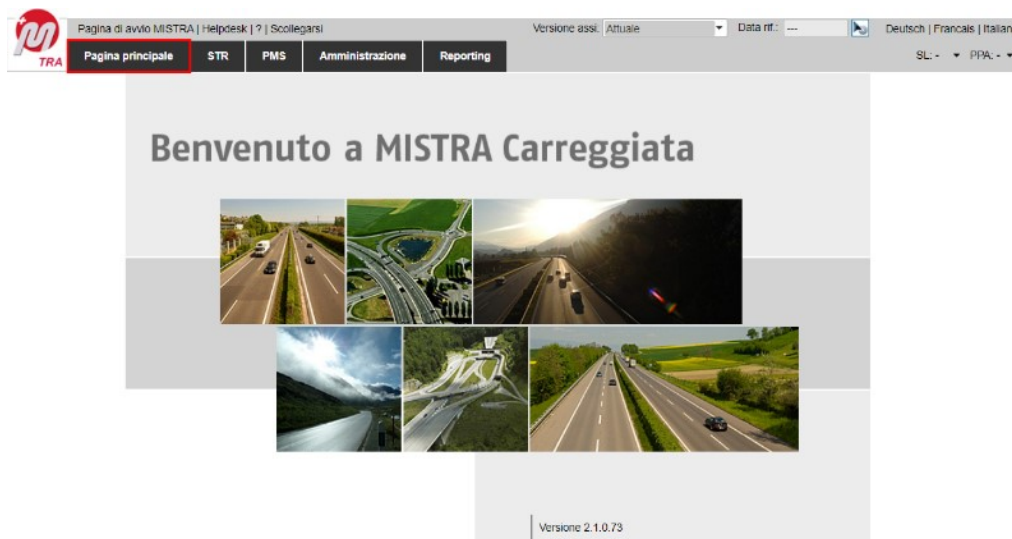 Pagina di avvio MISTRA | Helpdesk | ? | Scollegarsi Versione assi: Attuale Data rif.: --- Deutsch | Francais | Italian
TRA Pagina principale STR PMS Amministrazione Reporting SL: - PPA: -
Benvenuto a MISTRA Carreggiata
Versione 2.1.0.73